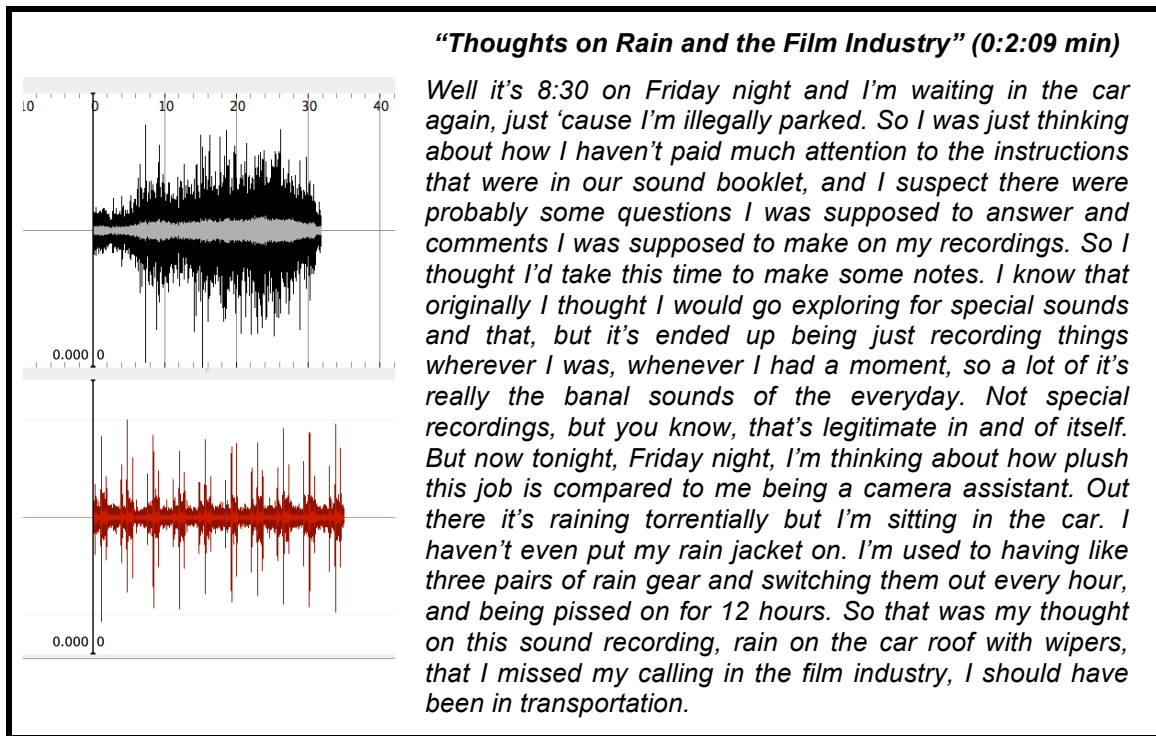 “Thoughts on Rain and the Film Industry” (0:2:09 min)
10 0 10 20 30 40
0.000 0
0.000 0
Well it’s 8:30 on Friday night and I’m waiting in the car
again, just ‘cause I’m illegally parked. So I was just thinking
about how I haven’t paid much attention to the instructions
that were in our sound booklet, and I suspect there were
probably some questions I was supposed to answer and
comments I was supposed to make on my recordings. So I
thought I’d take this time to make some notes. I know that
originally I thought I would go exploring for special sounds
and that, but it’s ended up being just recording things
wherever I was, whenever I had a moment, so a lot of it’s
really the banal sounds of the everyday. Not special
recordings, but you know, that’s legitimate in and of itself.
But now tonight, Friday night, I’m thinking about how plush
this job is compared to me being a camera assistant. Out
there it’s raining torrentially but I’m sitting in the car. I
haven’t even put my rain jacket on. I’m used to having like
three pairs of rain gear and switching them out every hour,
and being pissed on for 12 hours. So that was my thought
on this sound recording, rain on the car roof with wipers,
that I missed my calling in the film industry, I should have
been in transportation.